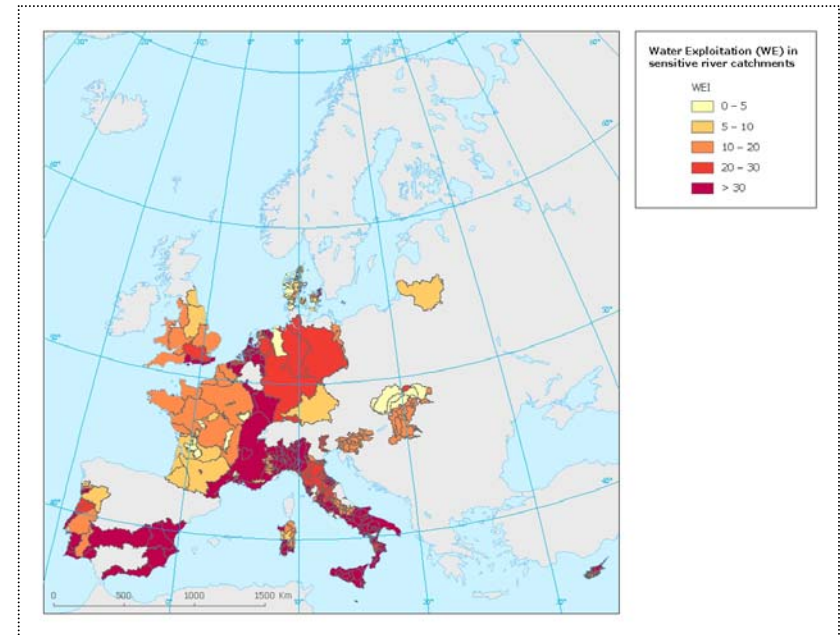 Water Exploitation (WE) in
sensitive river catchments
WEI
0 – 5
5 – 10
10 – 20
20 – 30
> 30
0 500 1000 1500 Km